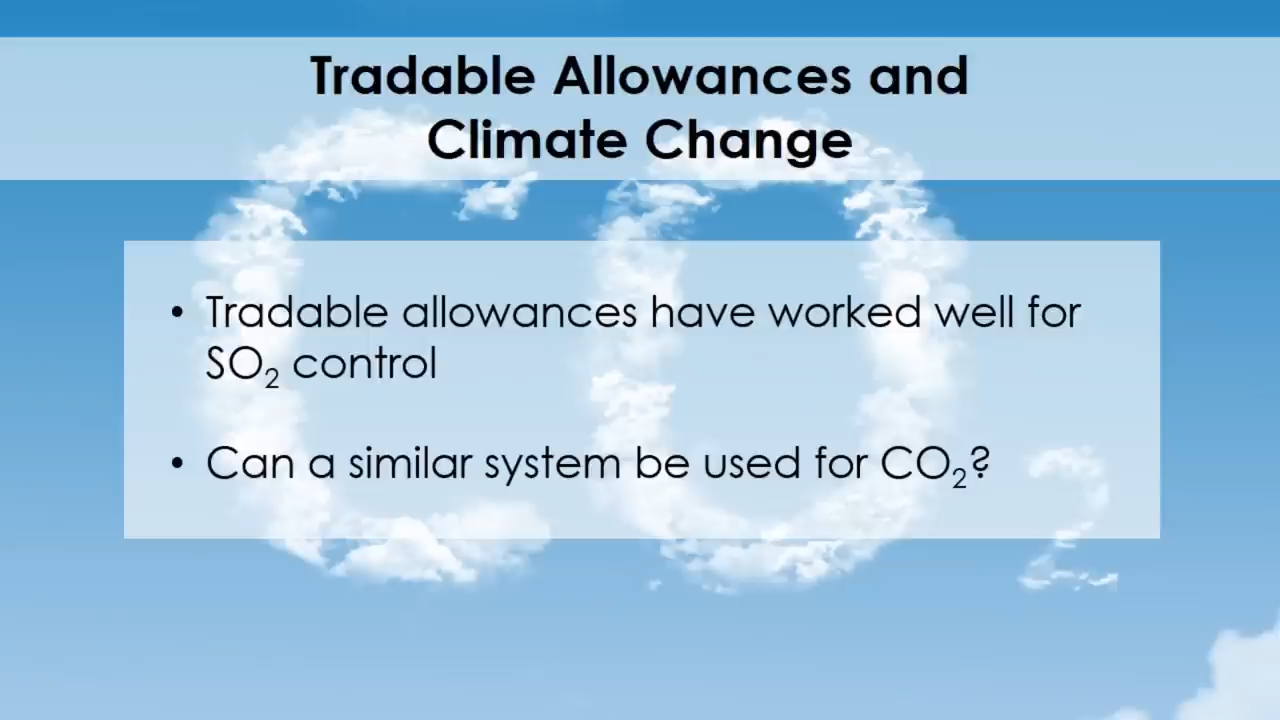 Tradable Allowances and
Climate Change
• Tradable allowances have worked well for
SO₂ control
• Can a similar system be used for CO₂?
CO₂